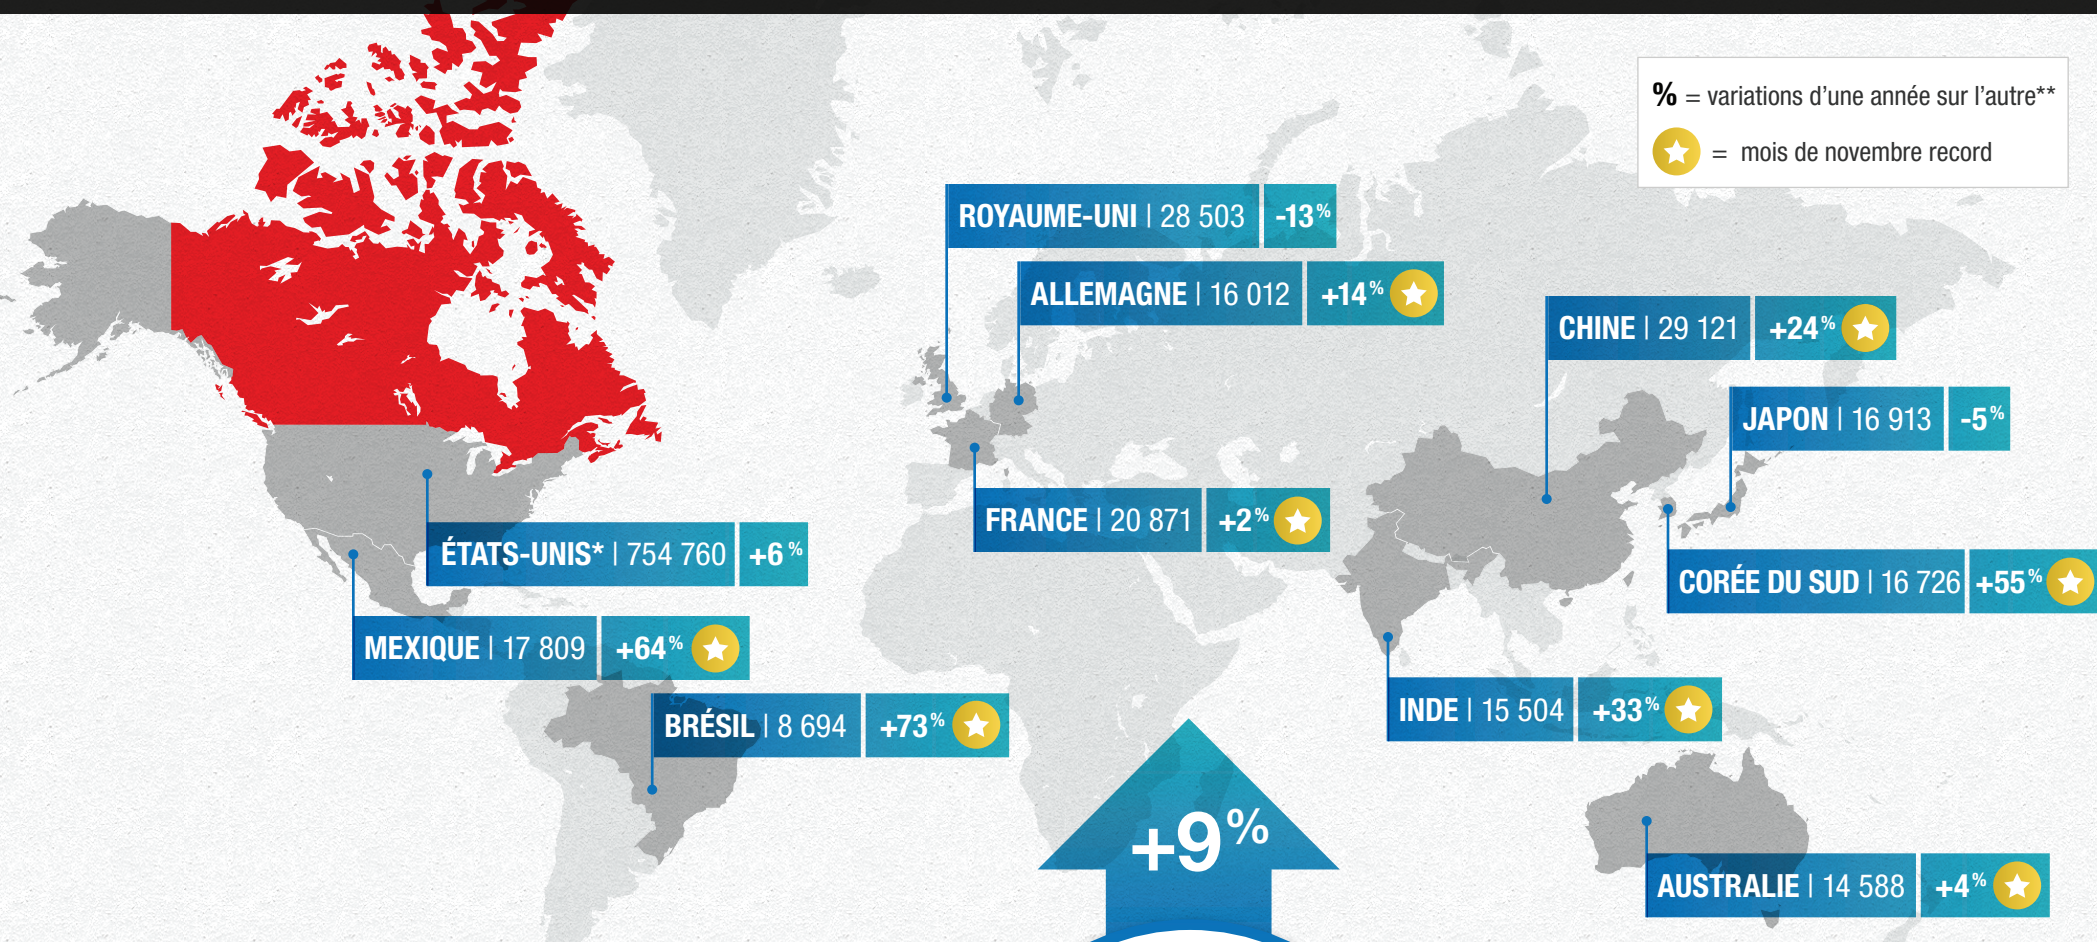 % = variations d'une année sur l'autre**
= mois de novembre record
ROYAUME-UNI | 28 503 -13%
ALLEMAGNE | 16 012 +14%
CHINE | 29 121 +24%
JAPON | 16 913 -5%
FRANCE | 20 871 +2%
ÉTATS-UNIS* | 754 760 +6%
CORÉE DU SUD | 16 726 +55%
MEXIQUE | 17 809 +64%
INDE | 15 504 +33%
BRÉSIL | 8 694 +73%
+9%
AUSTRALIE | 14 588 +4%